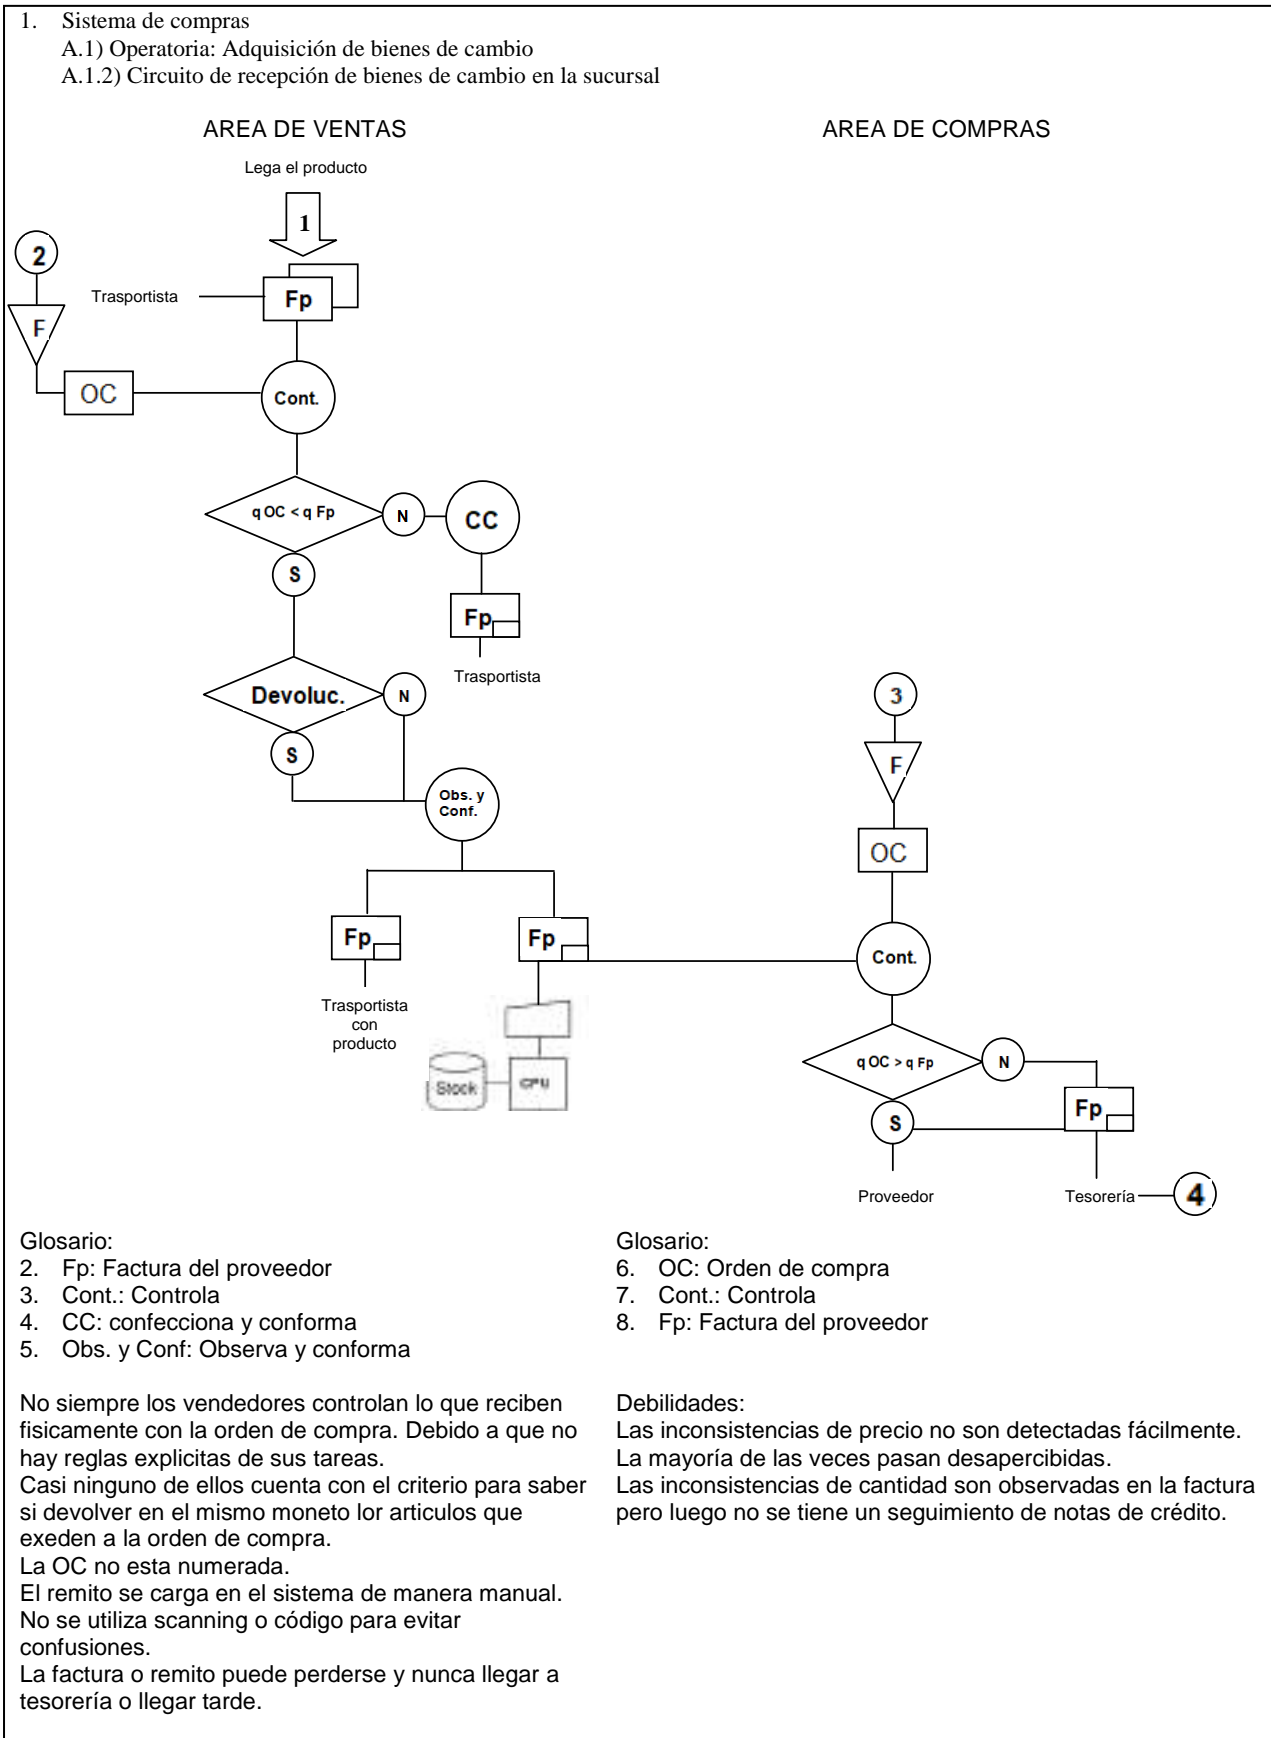 1. Sistema de compras
A.1) Operatoria: Adquisición de bienes de cambio
A.1.2) Circuito de recepción de bienes de cambio en la sucursal
AREA DE VENTAS
AREA DE COMPRAS
Lega el producto
1
2
Trasportista
Fp
F
OC
Cont.
q OC < q Fp
N
CC
S
Fp
Trasportista
Devoluc.
N
S
3
F
Obs. y
Conf.
OC
Fp
Fp
Cont.
Trasportista
con
producto
Stock
CPU
q OC > q Fp
N
Fp
S
Proveedor
Tesorería
4
Glosario:
2. Fp: Factura del proveedor
3. Cont.: Controla
4. CC: confecciona y conforma
5. Obs. y Conf: Observa y conforma
Glosario:
6. OC: Orden de compra
7. Cont.: Controla
8. Fp: Factura del proveedor
No siempre los vendedores controlan lo que reciben
fisicamente con la orden de compra. Debido a que no
hay reglas explicitas de sus tareas.
Casi ninguno de ellos cuenta con el criterio para saber
si devolver en el mismo moneto lor articulos que
exeden a la orden de compra.
La OC no esta numerada.
El remito se carga en el sistema de manera manual.
No se utiliza scanning o código para evitar
confusiones.
La factura o remito puede perderse y nunca llegar a
tesorería o llegar tarde.
Debilidades:
Las inconsistencias de precio no son detectadas fácilmente.
La mayoría de las veces pasan desapercibidas.
Las inconsistencias de cantidad son observadas en la factura
pero luego no se tiene un seguimiento de notas de crédito.